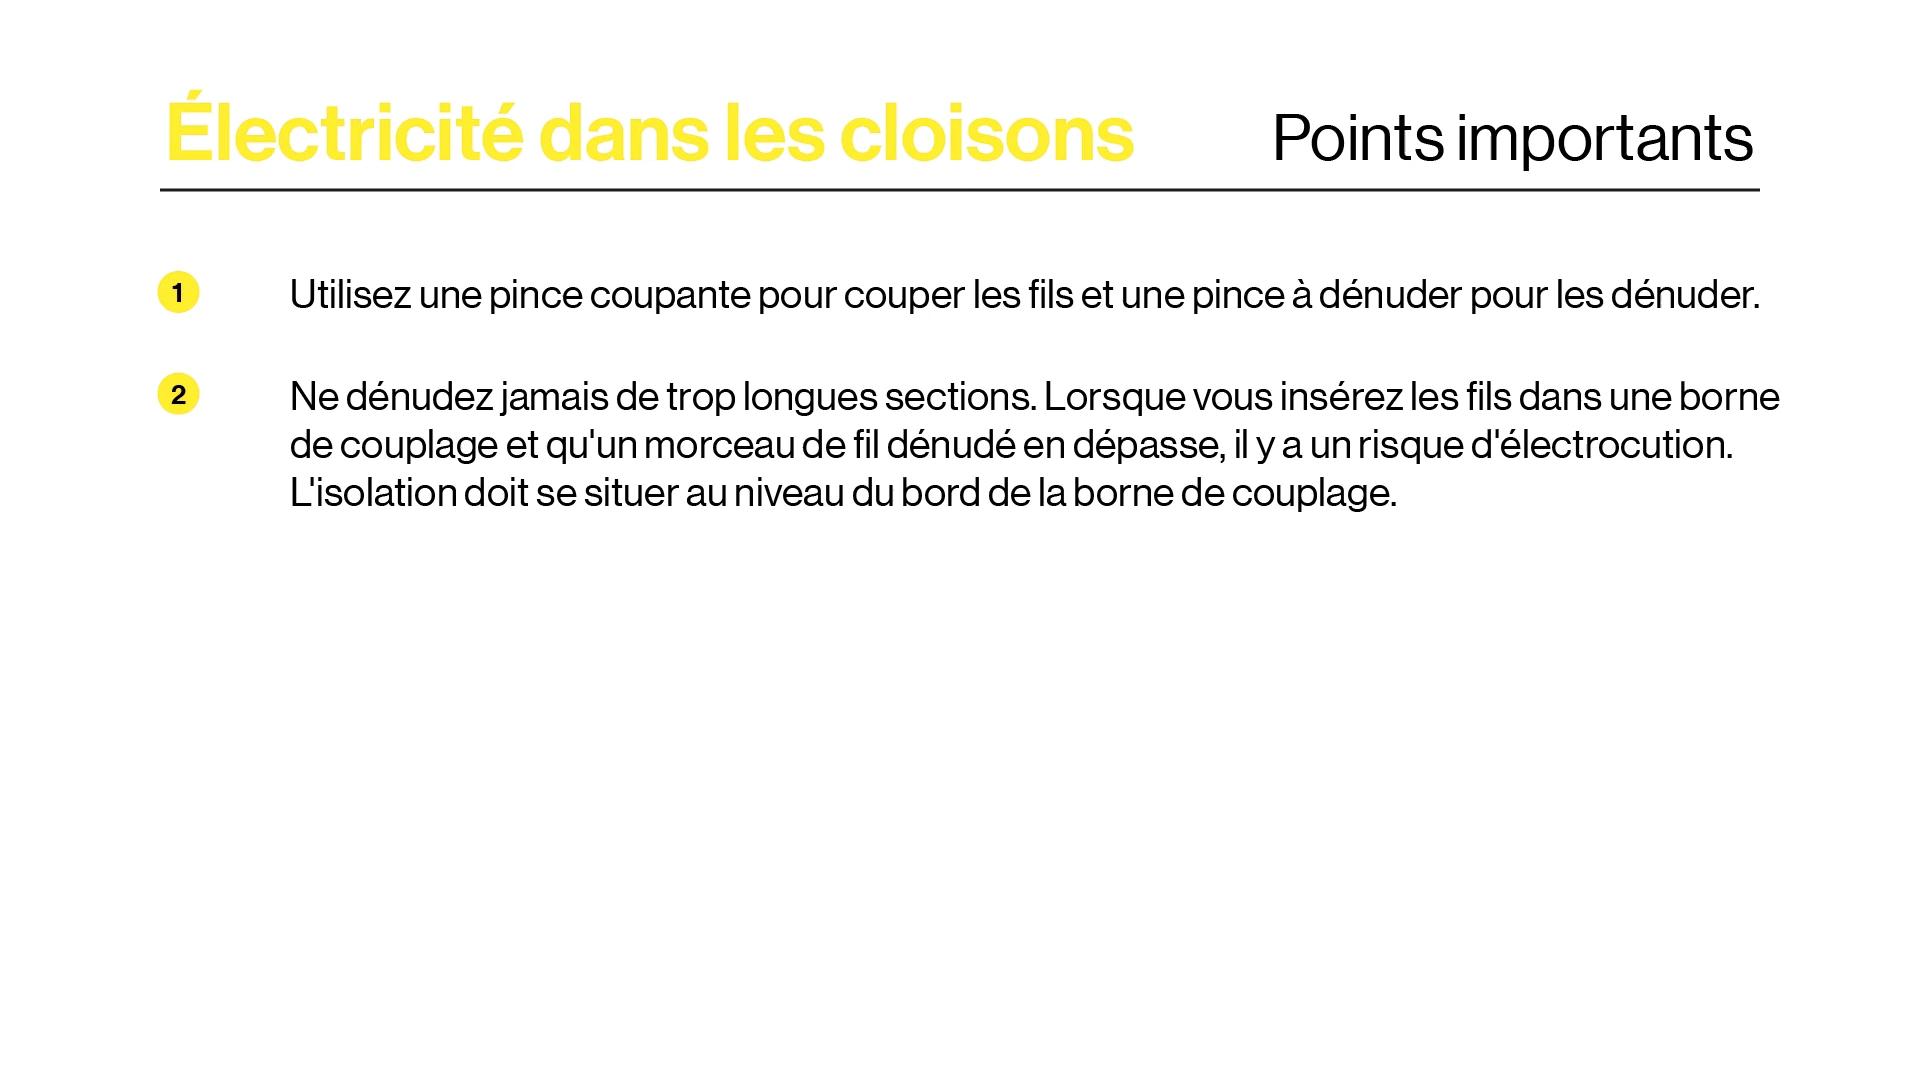 Électricité dans les cloisons
Points importants
1
Utilisez une pince coupante pour couper les fils et une pince à dénuder pour les dénuder.
2
Ne dénudez jamais de trop longues sections. Lorsque vous insérez les fils dans une borne
de couplage et qu'un morceau de fil dénudé en dépasse, il y a un risque d'électrocution.
L'isolation doit se situer au niveau du bord de la borne de couplage.